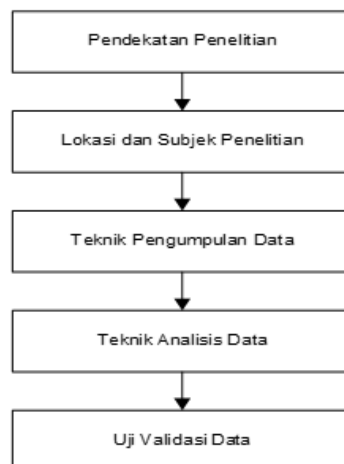 Pendekatan Penelitian
Lokasi dan Subjek Penelitian
Teknik Pengumpulan Data
Teknik Analisis Data
Uji Validasi Data